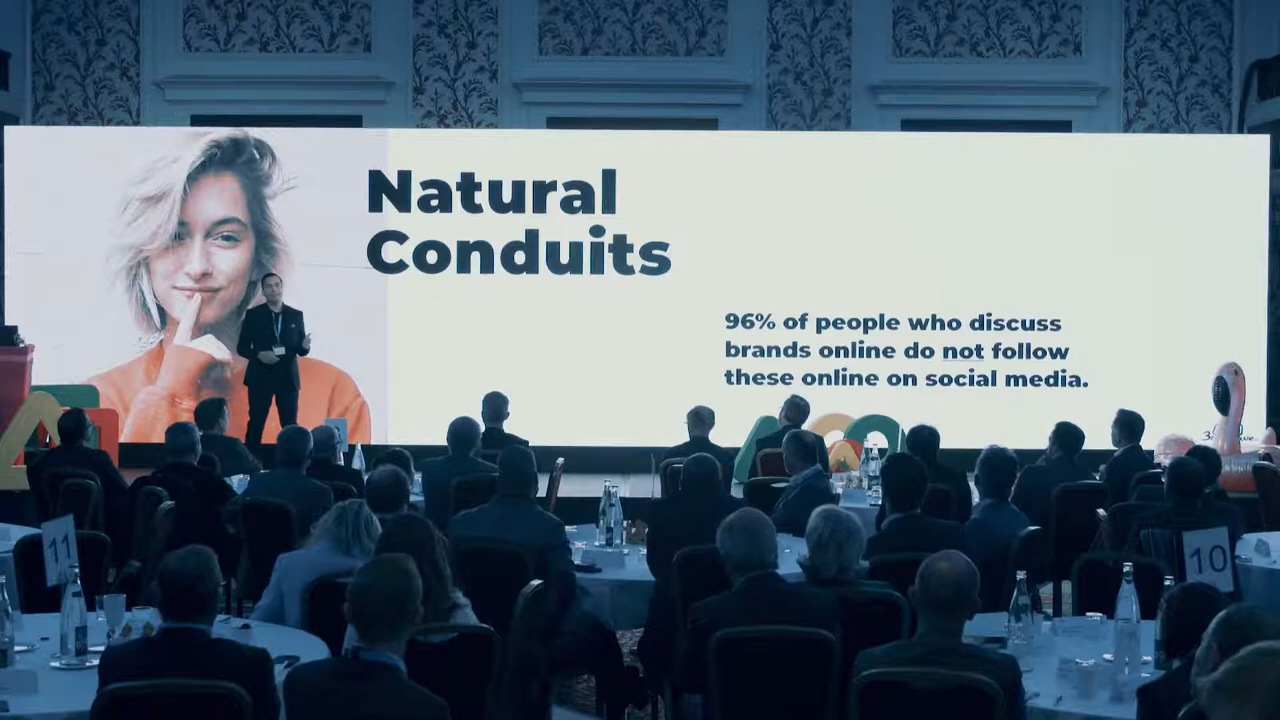 Natural
Conduits
96% of people who discuss
brands online do not follow
these online on social media.
11
10